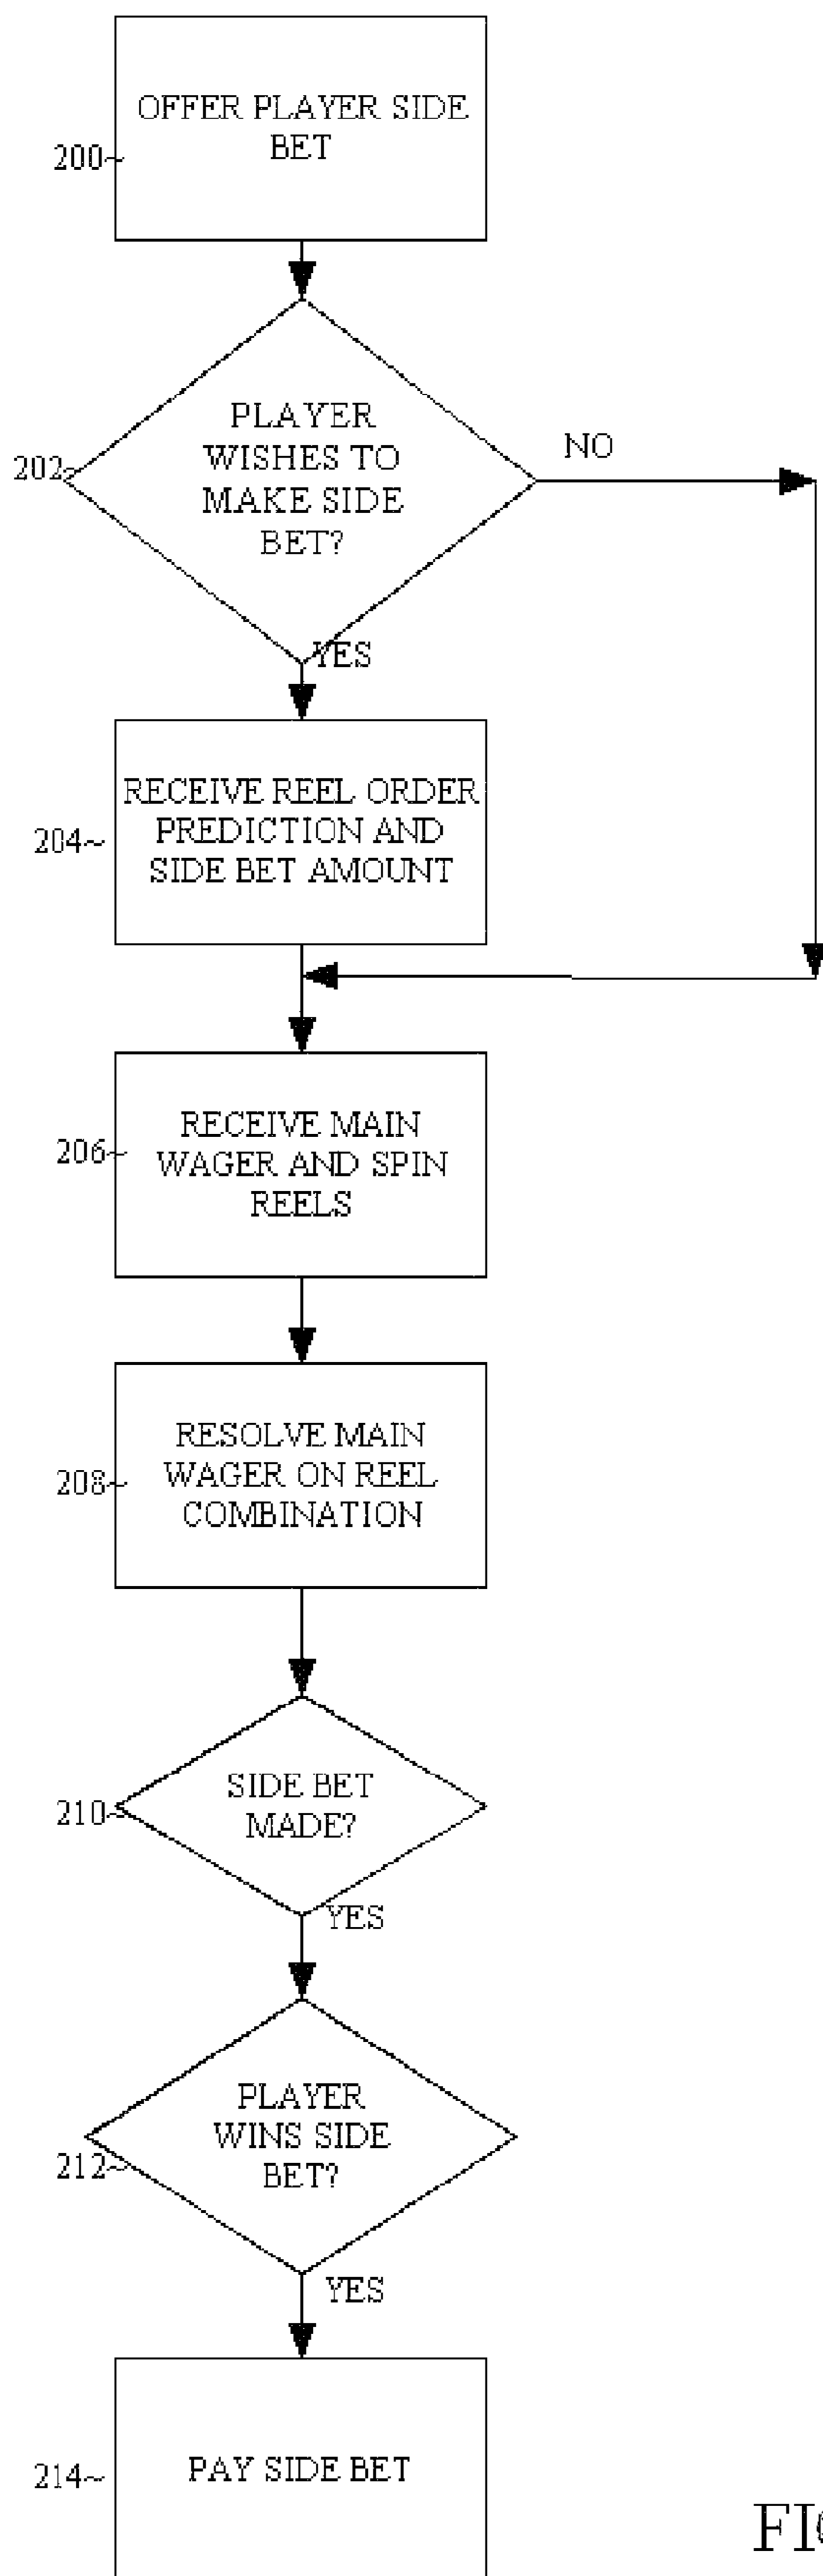 OFFER PLAYER SIDE
BET
200~
PLAYER
WISHES TO
MAKE SIDE
BET?
202~
NO
YES
RECEIVE REEL ORDER
PREDICTION AND
SIDE BET AMOUNT
204~
RECEIVE MAIN
WAGER AND SPIN
REELS
206~
RESOLVE MAIN
WAGER ON REEL
COMBINATION
208~
SIDE BET
MADE?
210~
YES
PLAYER
WINS SIDE
BET?
212~
YES
PAY SIDE BET
214~